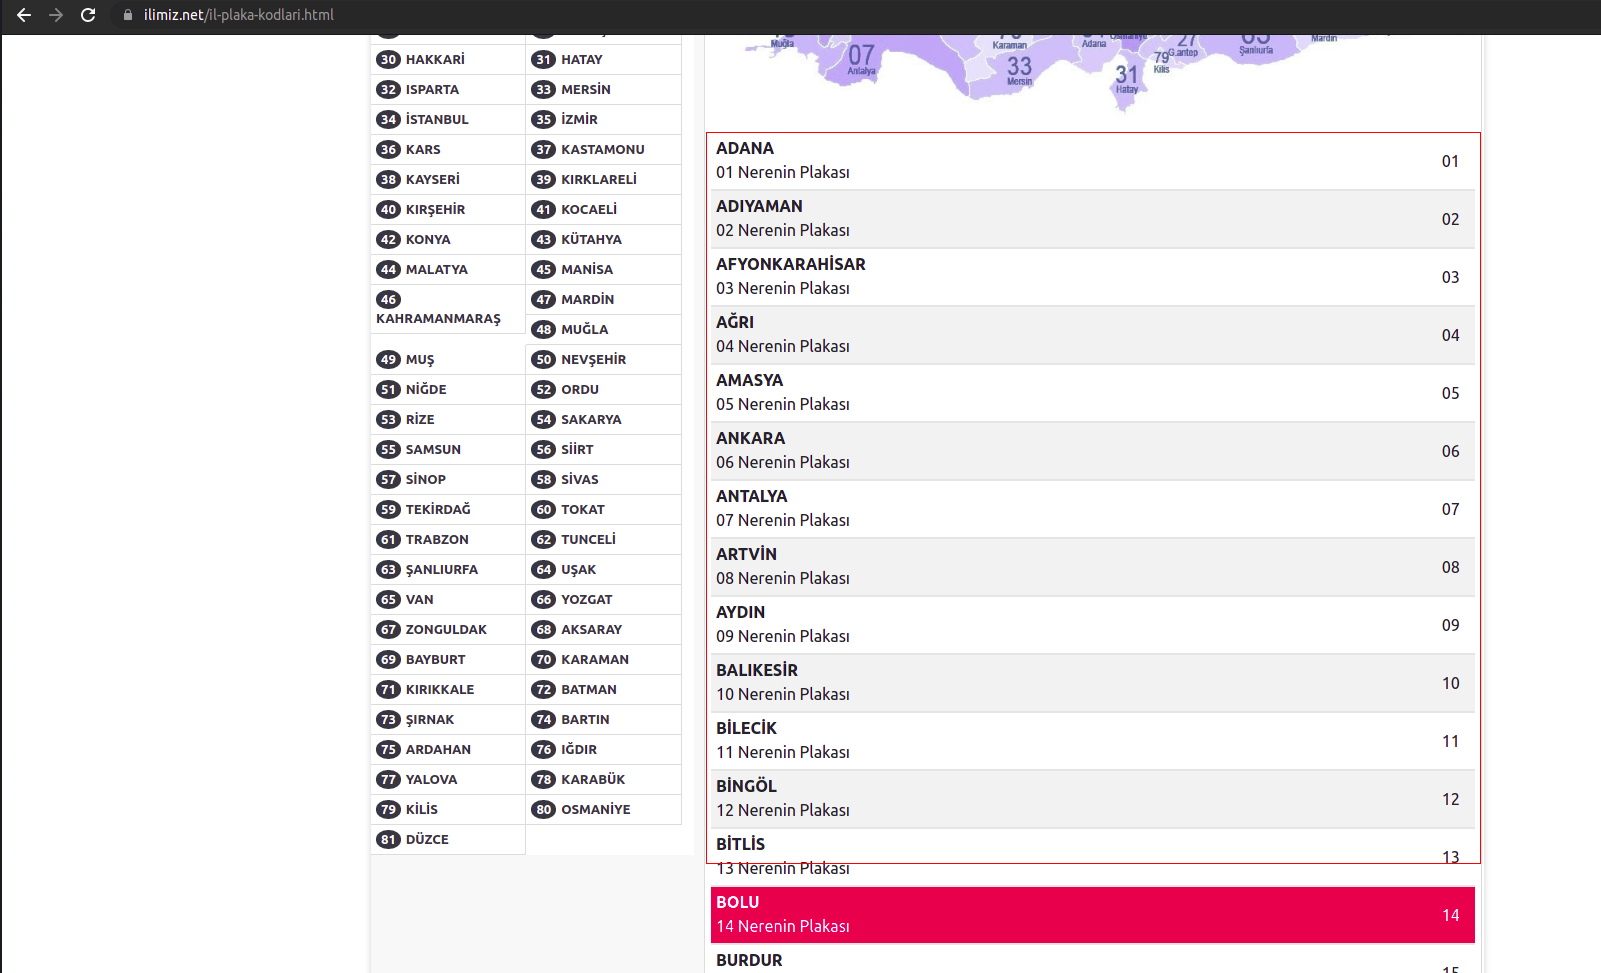 ilimiz.net/il-plaka-kodlari.html
30 HAKKARİ
31 HATAY
32 ISPARTA
33 MERSİN
34 İSTANBUL
35 İZMİR
36 KARS
37 KASTAMONU
38 KAYSERİ
39 KIRKLARELİ
40 KIRŞEHİR
41 KOCAELİ
42 KONYA
43 KÜTAHYA
44 MALATYA
45 MANİSA
46
KAHRAMANMARAŞ
47 MARDİN
48 MUĞLA
49 MUŞ
50 NEVŞEHİR
51 NİĞDE
52 ORDU
53 RİZE
54 SAKARYA
55 SAMSUN
56 SİİRT
57 SİNOP
58 SİVAS
59 TEKİRDAĞ
60 TOKAT
61 TRABZON
62 TUNCELİ
63 ŞANLIURFA
64 UŞAK
65 VAN
66 YOZGAT
67 ZONGULDAK
68 AKSARAY
69 BAYBURT
70 KARAMAN
71 KIRIKKALE
72 BATMAN
73 ŞIRNAK
74 BARTIN
75 ARDAHAN
76 IĞDIR
77 YALOVA
78 KARABÜK
79 KİLİS
80 OSMANİYE
81 DÜZCE
Muğla
07
Antalya
Karaman
33
Mersin
Adana
Osmaniye
31
Hatay
79
Kilis
27
G.antep
Şanlıurfa
Mardin
ADANA
01 Nerenin Plakası
01
ADIYAMAN
02 Nerenin Plakası
02
AFYONKARAHİSAR
03 Nerenin Plakası
03
AĞRI
04 Nerenin Plakası
04
AMASYA
05 Nerenin Plakası
05
ANKARA
06 Nerenin Plakası
06
ANTALYA
07 Nerenin Plakası
07
ARTVİN
08 Nerenin Plakası
08
AYDIN
09 Nerenin Plakası
09
BALIKESİR
10 Nerenin Plakası
10
BİLECİK
11 Nerenin Plakası
11
BİNGÖL
12 Nerenin Plakası
12
BİTLİS
13 Nerenin Plakası
13
BOLU
14 Nerenin Plakası
14
BURDUR
15